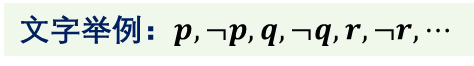 文字举例：p, ¬p, q, ¬q, r, ¬r, ⋯